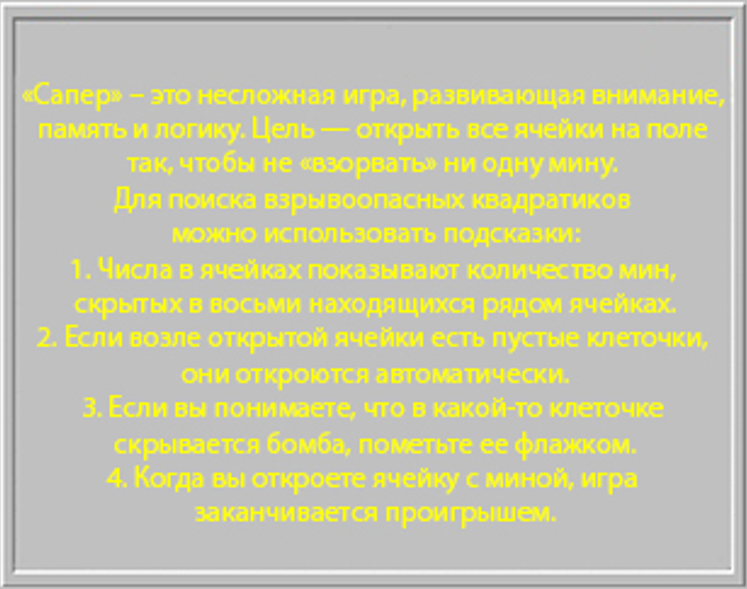 «Сапер» – это несложная игра, развивающая внимание,
память и логику. Цель — открыть все ячейки на поле
так, чтобы не «взорвать» ни одну мину.
Для поиска взрывоопасных квадратиков
можно использовать подсказки:
1. Числа в ячейках показывают количество мин,
скрытых в восьми находящихся рядом ячейках.
2. Если возле открытой ячейки есть пустые клеточки,
они откроются автоматически.
3. Если вы понимаете, что в какой-то клеточке
скрывается бомба, пометьте ее флажком.
4. Когда вы откроете ячейку с миной, игра
заканчивается проигрышем.